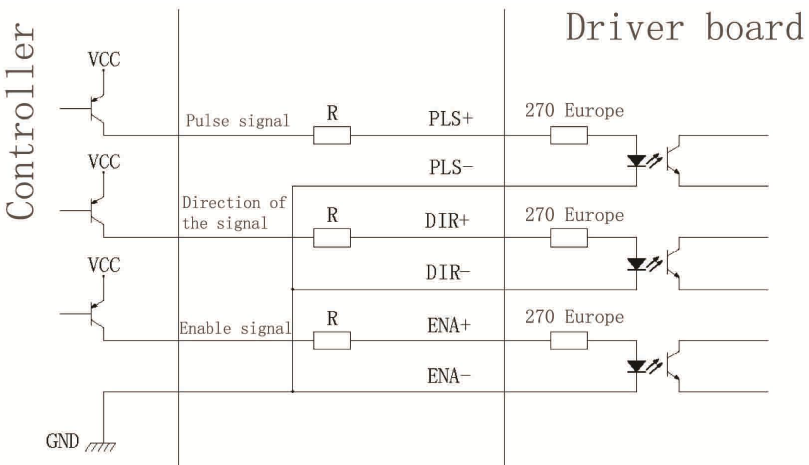 Driver board
Controller
VCC
Pulse signal
R
PLS+
270 Europe
PLS-
VCC
Direction of
the signal
R
DIR+
270 Europe
DIR-
VCC
Enable signal
R
ENA+
270 Europe
ENA-
GND